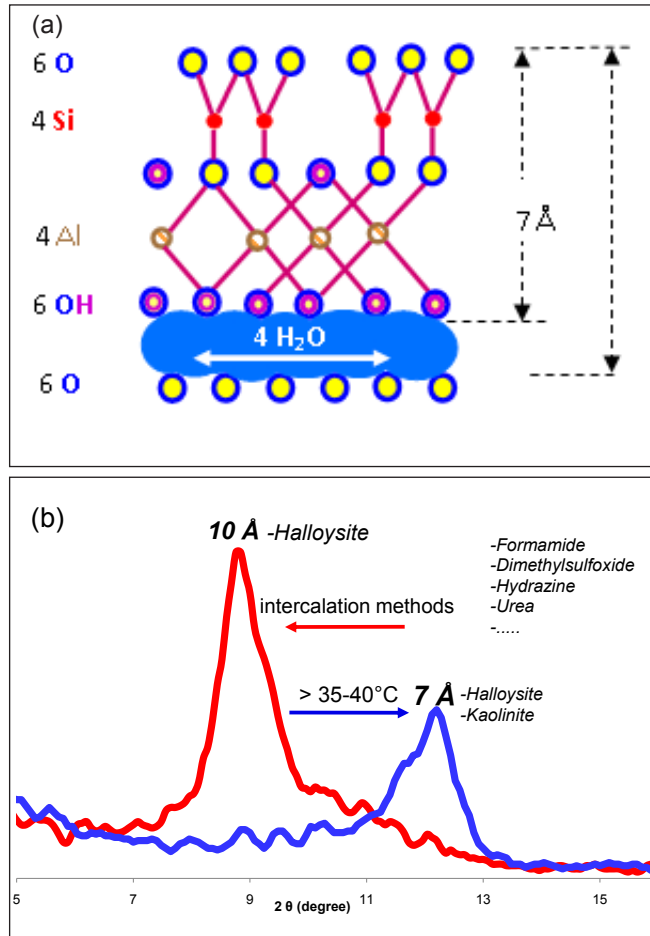 (a)
6 O
4 Si
4 Al
7 Å
6 OH
4 H₂O
6 O
(b)
10 Å -Halloysite
-Formamide
-Dimethylsulfoxide
-Hydrazine
-Urea
-.....
intercalation methods
> 35-40°C
7 Å -Halloysite
-Kaolinite
5 7 9 11 13 15
2 θ (degree)